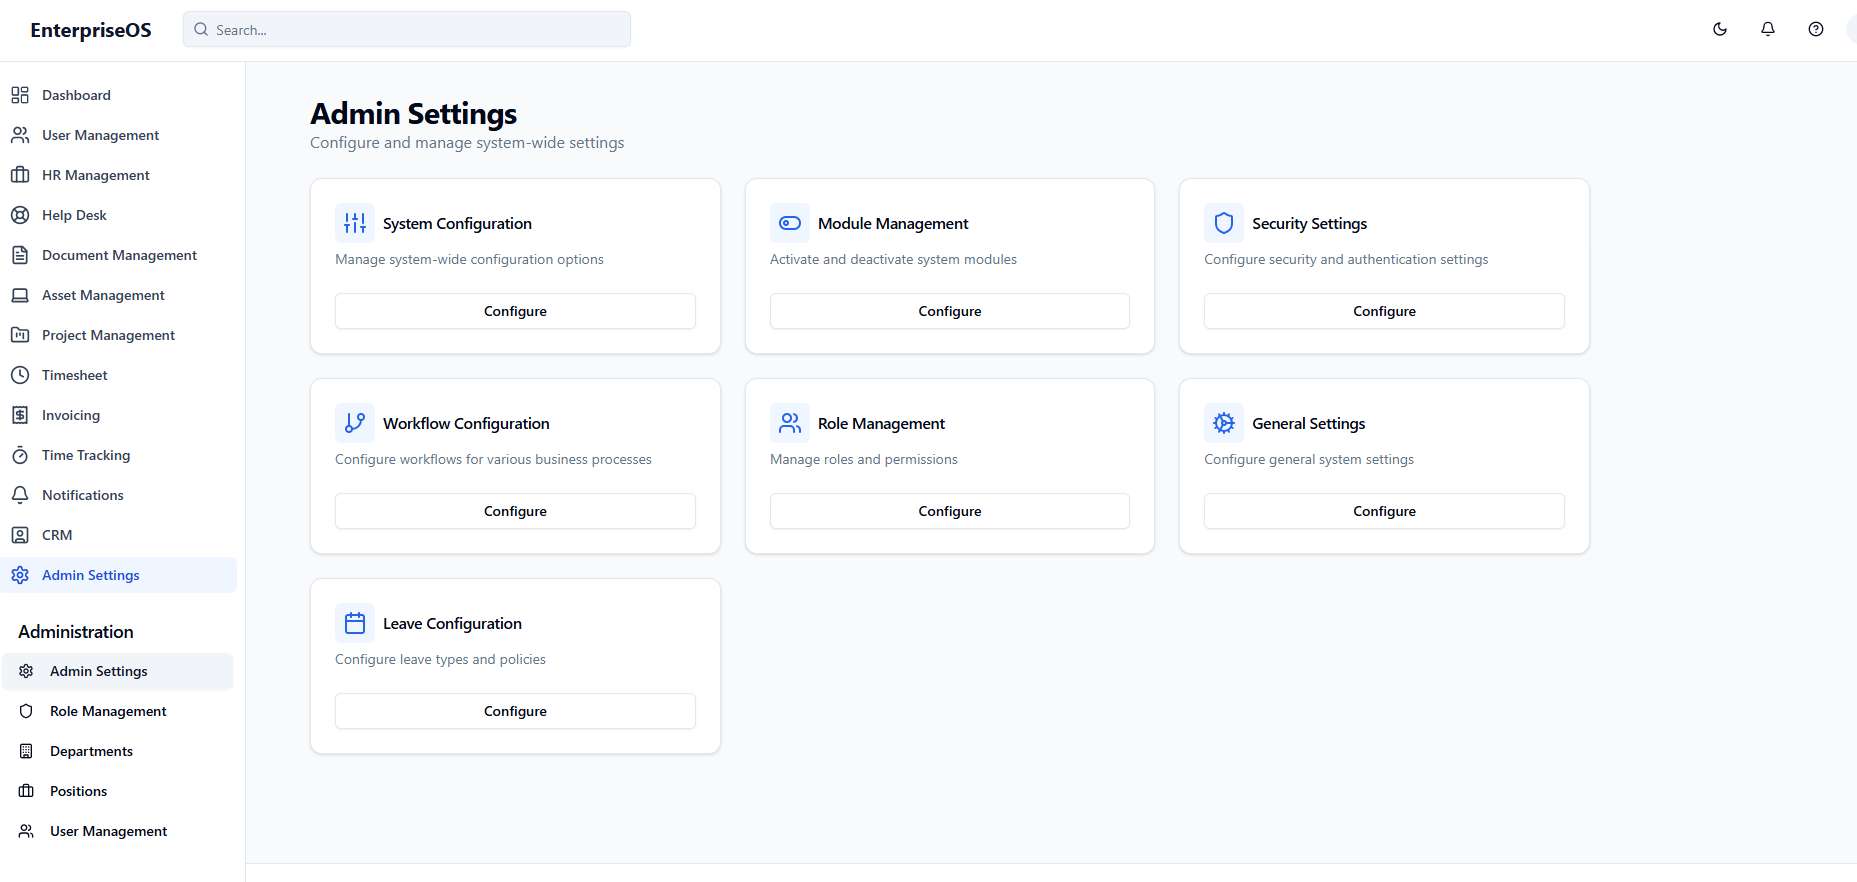 EnterpriseOS
Search...
Dashboard
User Management
HR Management
Help Desk
Document Management
Asset Management
Project Management
Timesheet
Invoicing
Time Tracking
Notifications
CRM
Admin Settings
Administration
Admin Settings
Role Management
Departments
Positions
User Management
Admin Settings
Configure and manage system-wide settings
System Configuration
Manage system-wide configuration options
Configure
Module Management
Activate and deactivate system modules
Configure
Security Settings
Configure security and authentication settings
Configure
Workflow Configuration
Configure workflows for various business processes
Configure
Role Management
Manage roles and permissions
Configure
General Settings
Configure general system settings
Configure
Leave Configuration
Configure leave types and policies
Configure